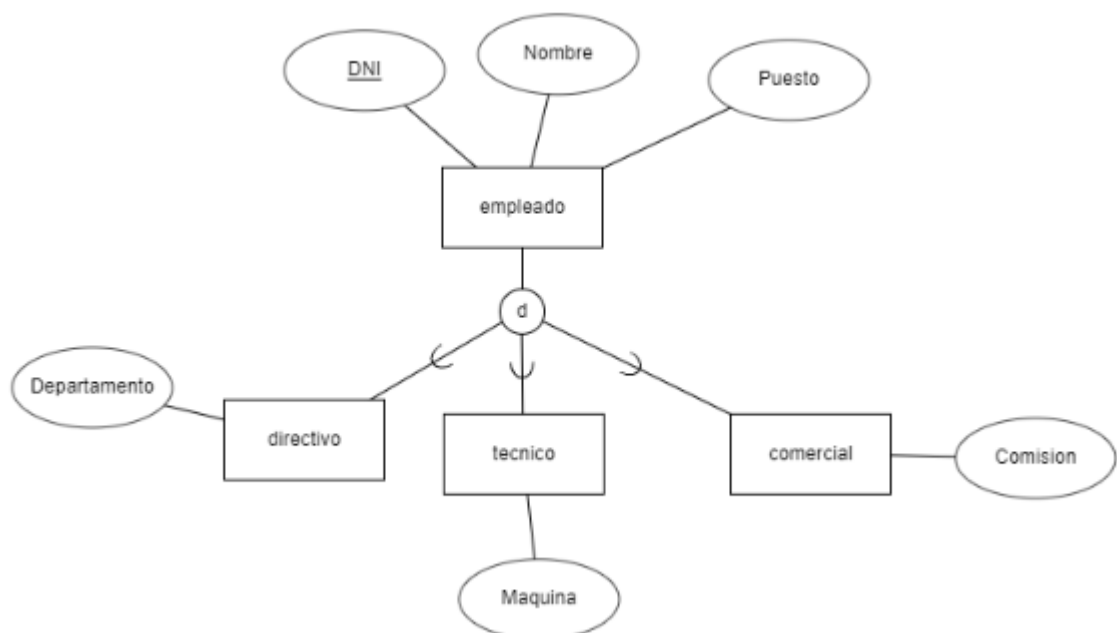 DNI
Nombre
Puesto
empleado
d
Departamento
directivo
tecnico
comercial
Comision
Maquina